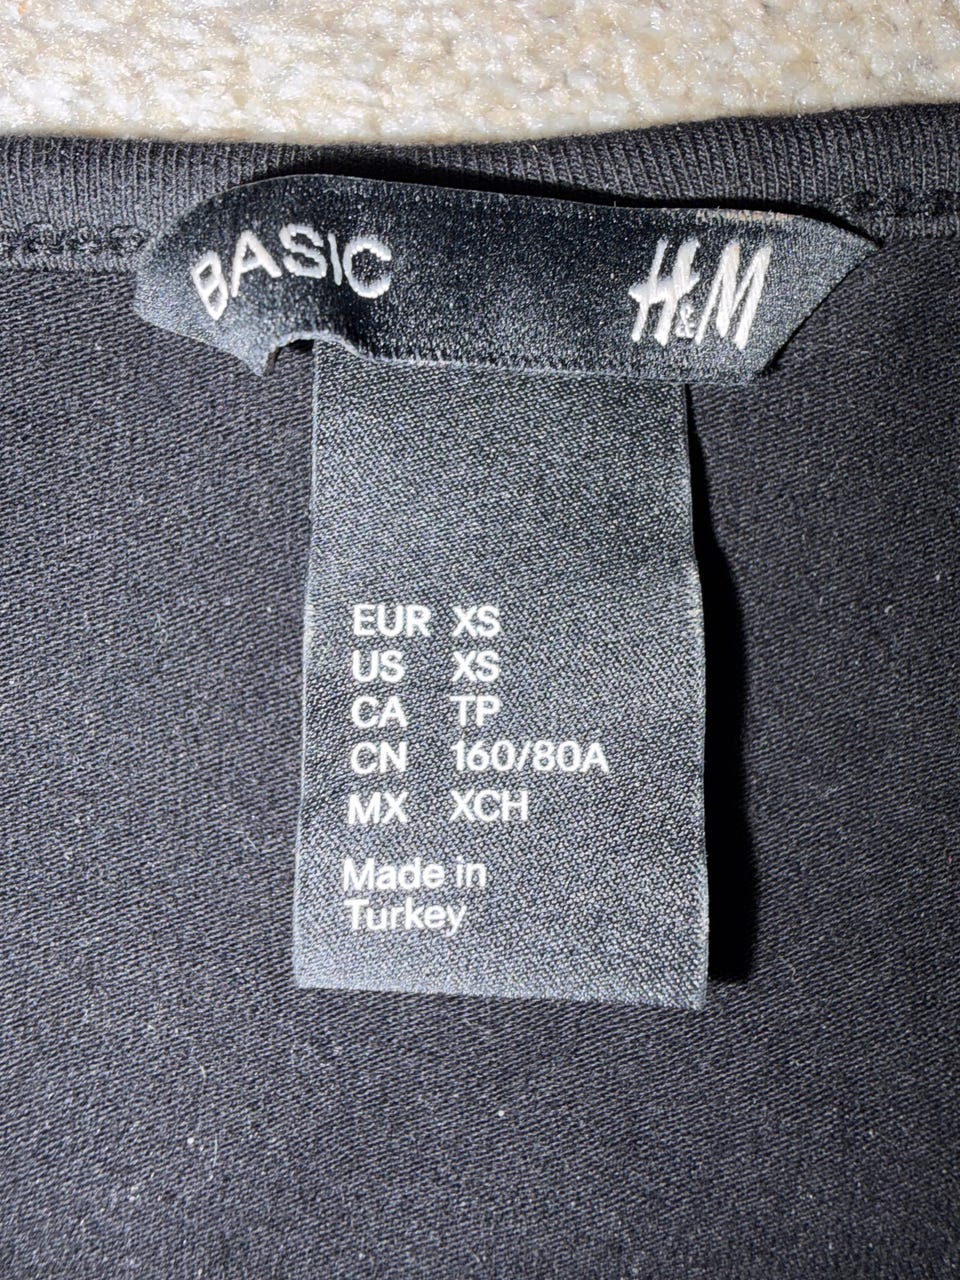 BASIC H&M
EUR XS
US XS
CA TP
CN 160/80A
MX XCH
Made in
Turkey